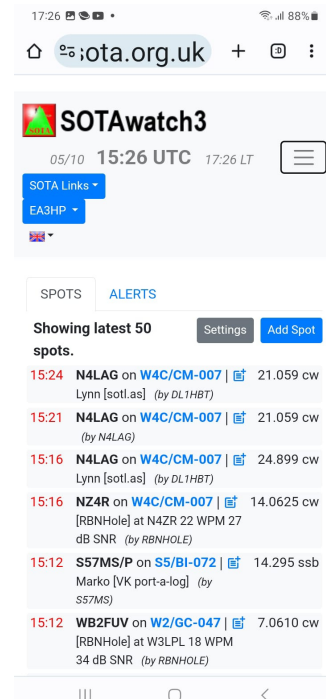 17:26
88%
sota.org.uk
:D
SOTA
SOTAwatch3
05/10 15:26 UTC 17:26 LT
SOTA Links
EA3HP
SPOTS ALERTS
Showing latest 50 Settings Add Spot
spots.
15:24 N4LAG on W4C/CM-007 | 21.059 cw
Lynn [sotl.as] (by DL1HBT)
15:21 N4LAG on W4C/CM-007 | 21.059 cw
(by N4LAG)
15:16 N4LAG on W4C/CM-007 | 24.899 cw
Lynn [sotl.as] (by DL1HBT)
15:16 NZ4R on W4C/CM-007 | 14.0625 cw
[RBNHole] at N4ZR 22 WPM 27
dB SNR (by RBNHOLE)
15:12 S57MS/P on S5/BI-072 | 14.295 ssb
Marko [VK port-a-log] (by
S57MS)
15:12 WB2FUV on W2/GC-047 | 7.0610 cw
[RBNHole] at W3LPL 18 WPM
34 dB SNR (by RBNHOLE)